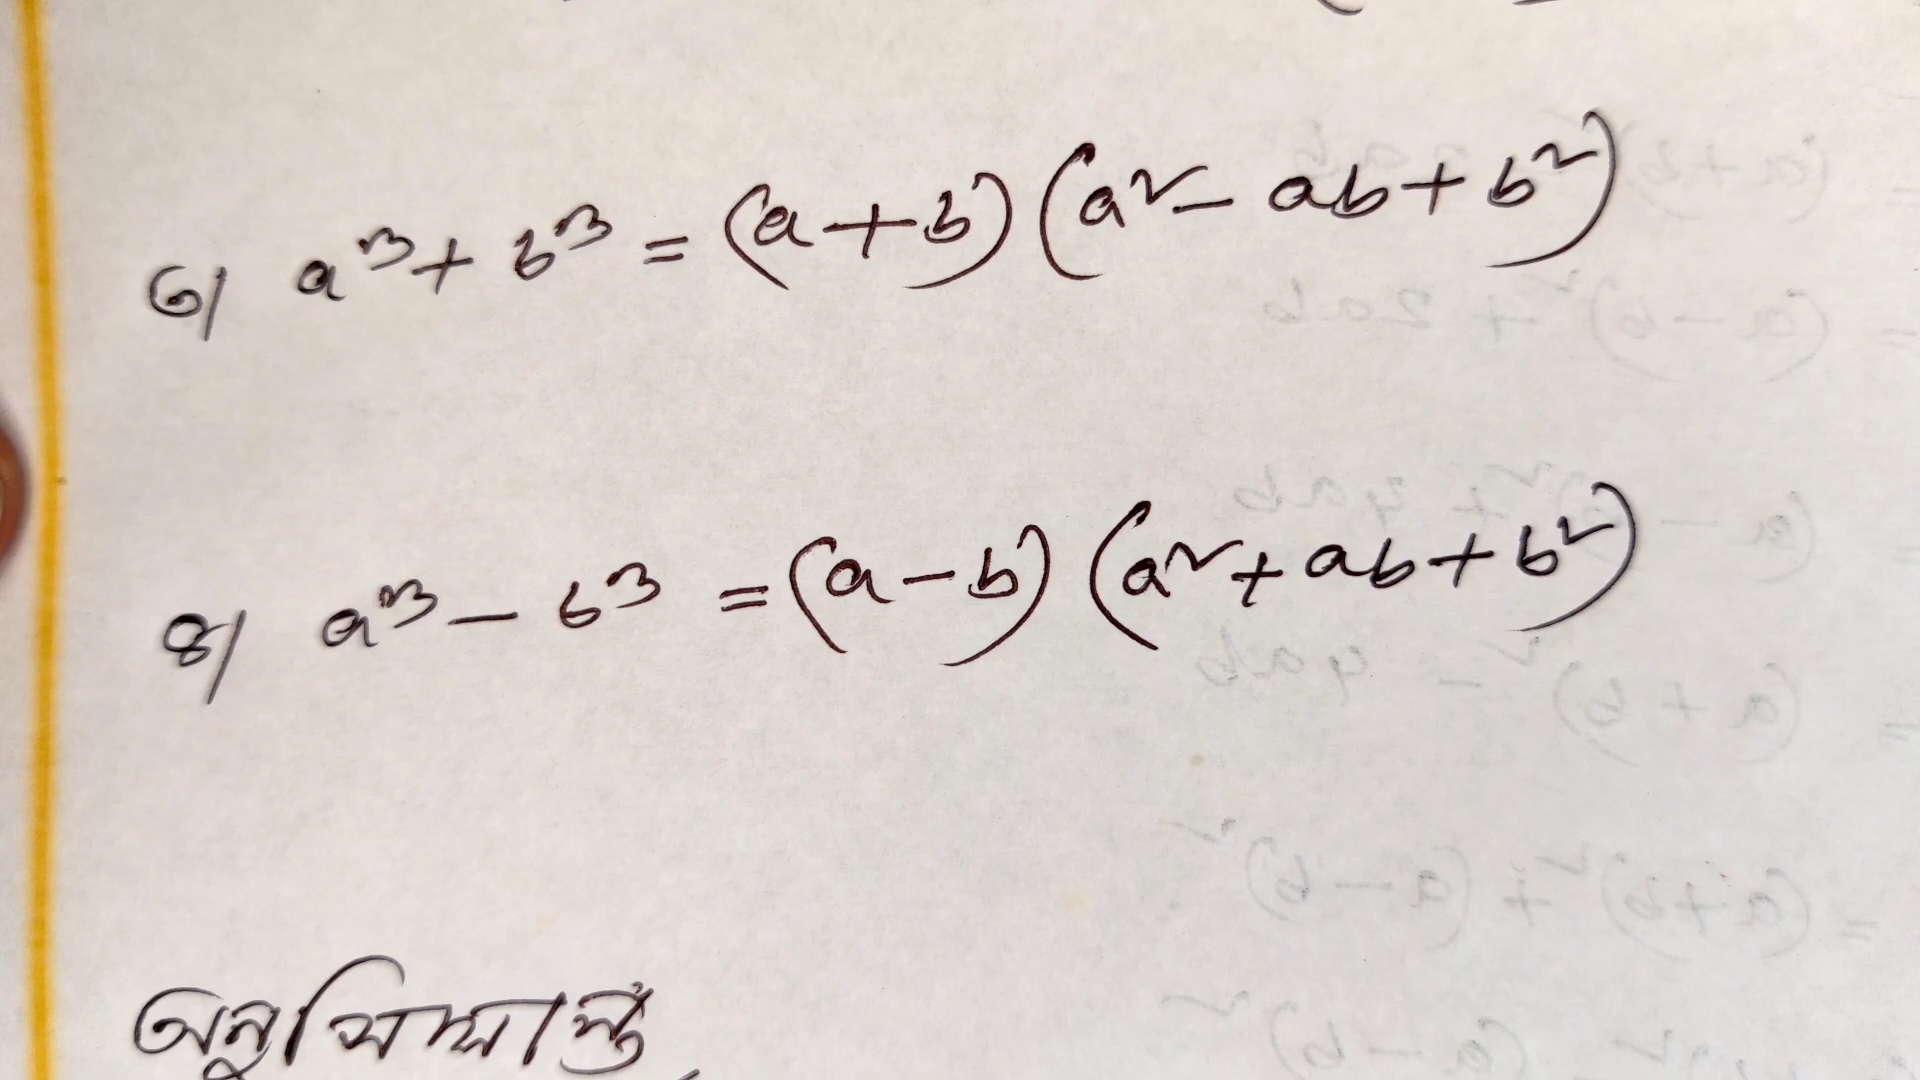 ৩/ a³ + b³ = (a + b) (a² - ab + b²)
৪/ a³ - b³ = (a - b) (a² + ab + b²)
অনুসিদ্ধান্ত